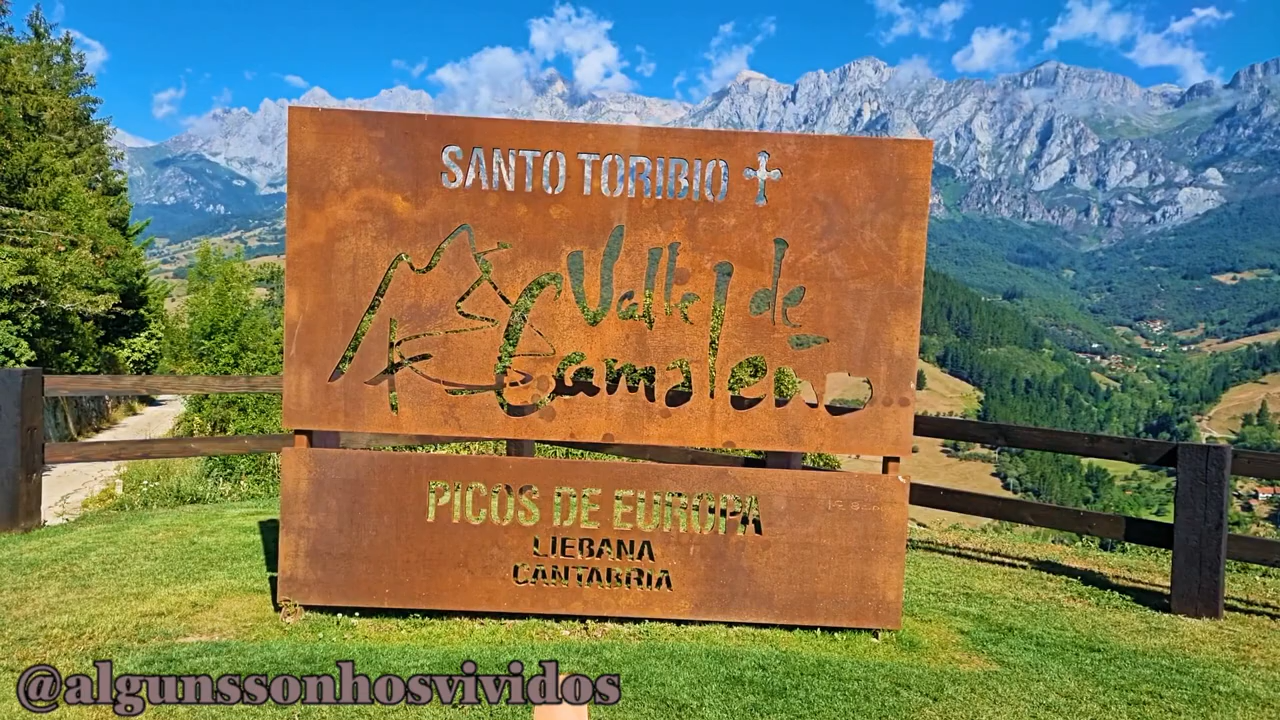 SANTO TORIBIO
Valle de
Camaleño
PICOS DE EUROPA
LIEBANA
CANTABRIA
@algunssonhosvividos